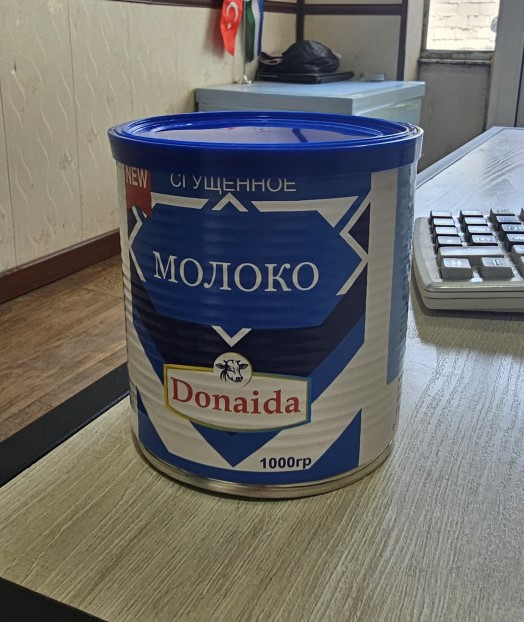 NEW
СГУЩЕННОЕ
МОЛОКО
Donaida
1000гр